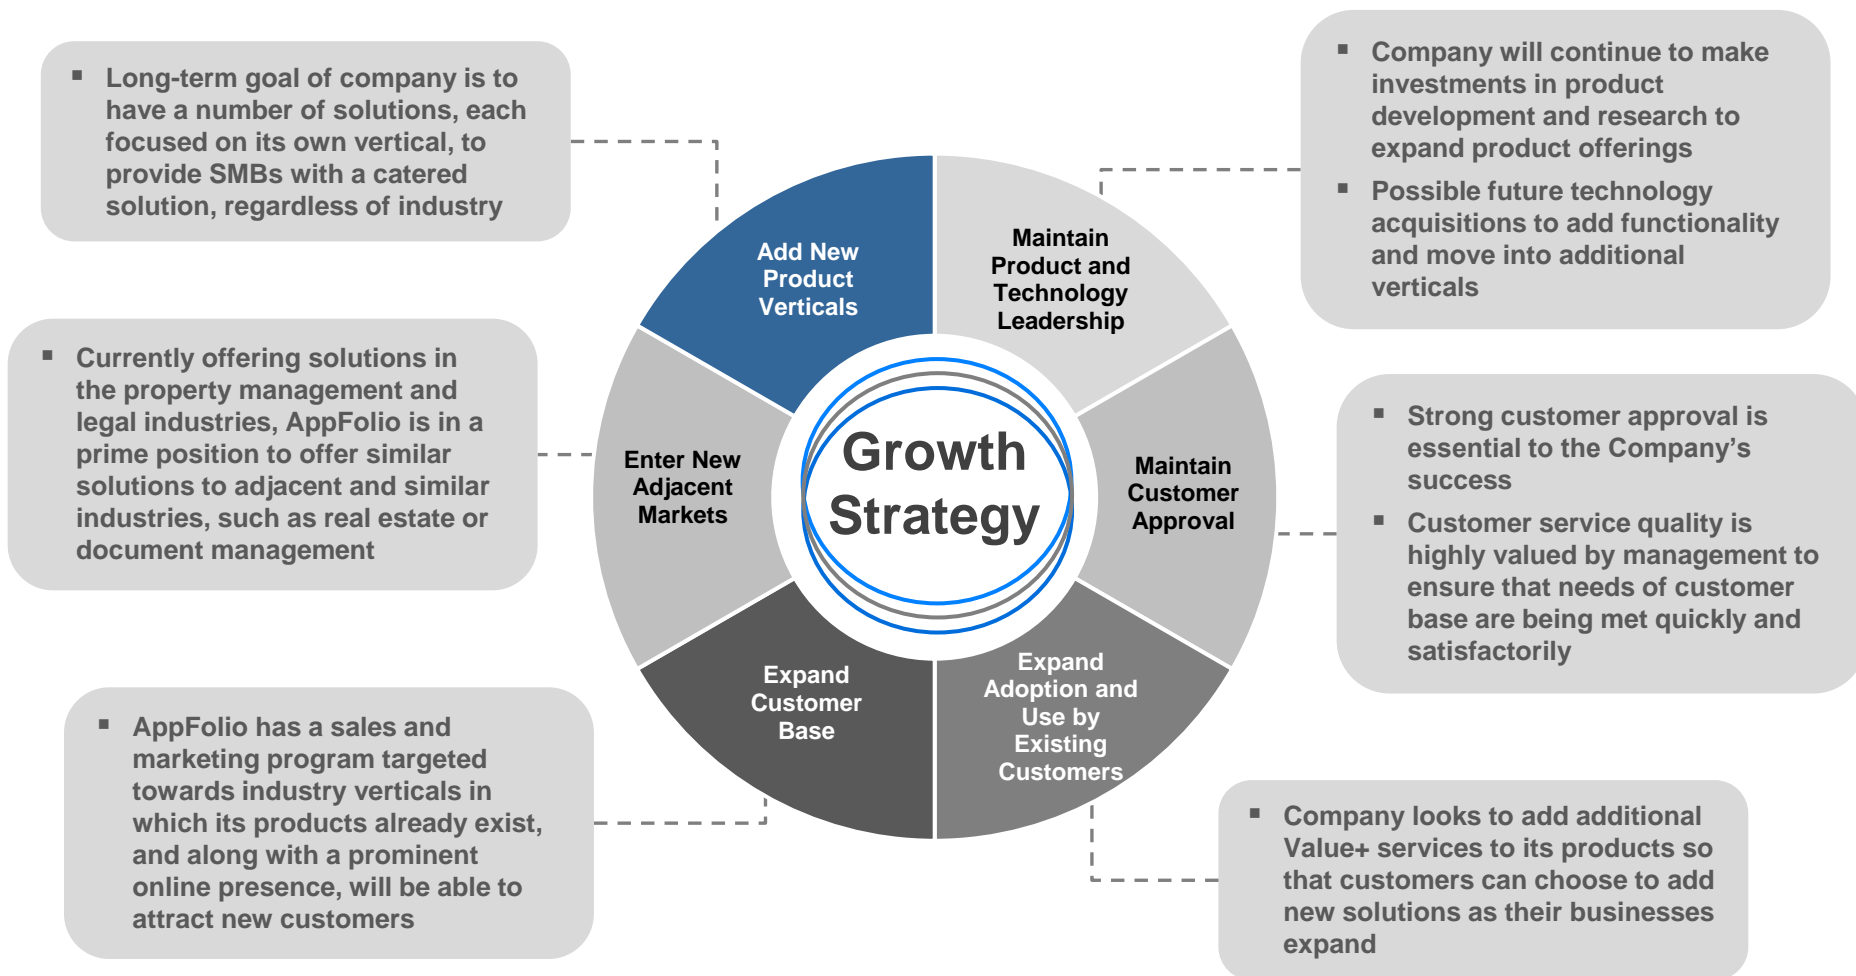 ▪ Long-term goal of company is to
have a number of solutions, each
focused on its own vertical, to
provide SMBs with a catered
solution, regardless of industry
▪ Currently offering solutions in
the property management and
legal industries, AppFolio is in a
prime position to offer similar
solutions to adjacent and similar
industries, such as real estate or
document management
▪ AppFolio has a sales and
marketing program targeted
towards industry verticals in
which its products already exist,
and along with a prominent
online presence, will be able to
attract new customers
Add New
Product
Verticals
Maintain
Product and
Technology
Leadership
Enter New
Adjacent
Markets
Growth
Strategy
Maintain
Customer
Approval
Expand
Customer
Base
Expand
Adoption and
Use by
Existing
Customers
▪ Company will continue to make
investments in product
development and research to
expand product offerings
▪ Possible future technology
acquisitions to add functionality
and move into additional
verticals
▪ Strong customer approval is
essential to the Company’s
success
▪ Customer service quality is
highly valued by management to
ensure that needs of customer
base are being met quickly and
satisfactorily
▪ Company looks to add additional
Value+ services to its products so
that customers can choose to add
new solutions as their businesses
expand